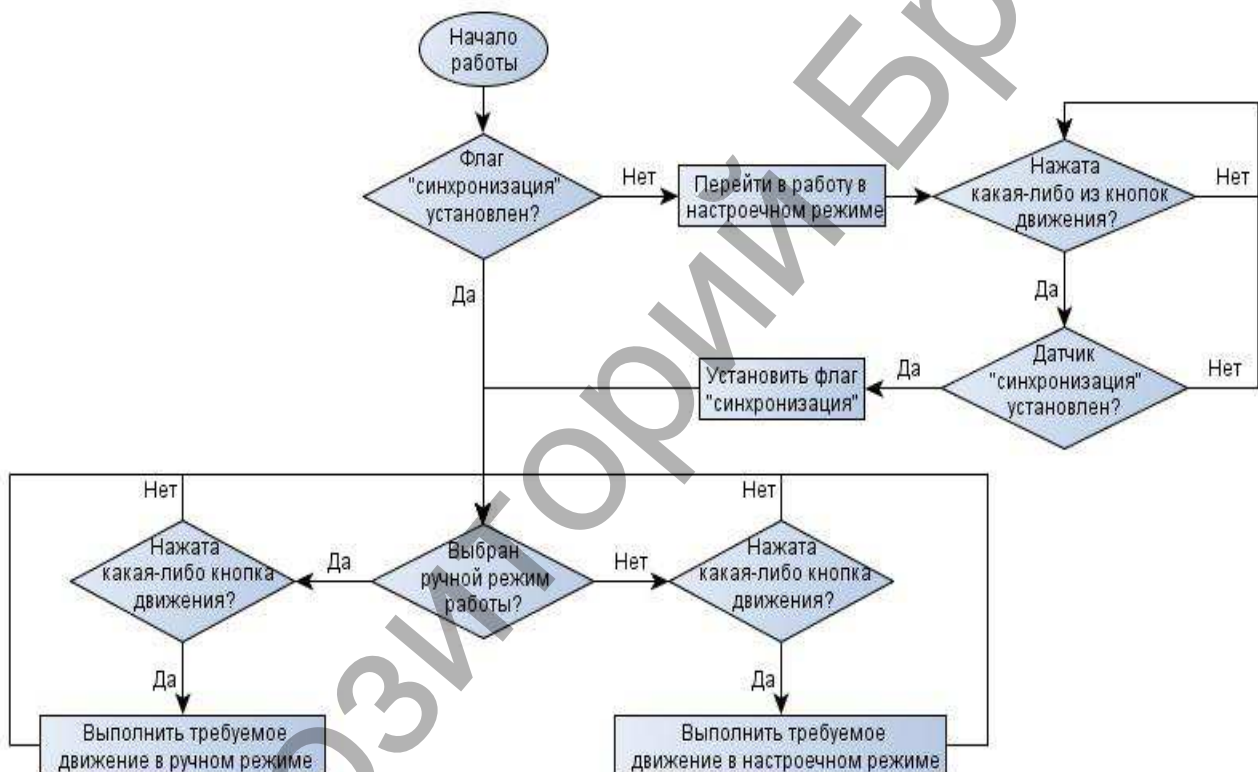 Начало
работы
Флаг
"синхронизация"
установлен?
Нет
Перейти в работу в
настроечном режиме
Нажата
какая-либо из кнопок
движения?
Нет
Да
Да
Датчик
"синхронизация"
установлен?
Нет
Да
Установить флаг
"синхронизация"
Нет
Нет
Нажата
какая-либо кнопка
движения?
Да
Выбран
ручной режим
работы?
Нет
Нажата
какая-либо кнопка
движения?
Да
Да
Выполнить требуемое
движение в ручном режиме
Выполнить требуемое
движение в настроечном режиме
озиторий Бр